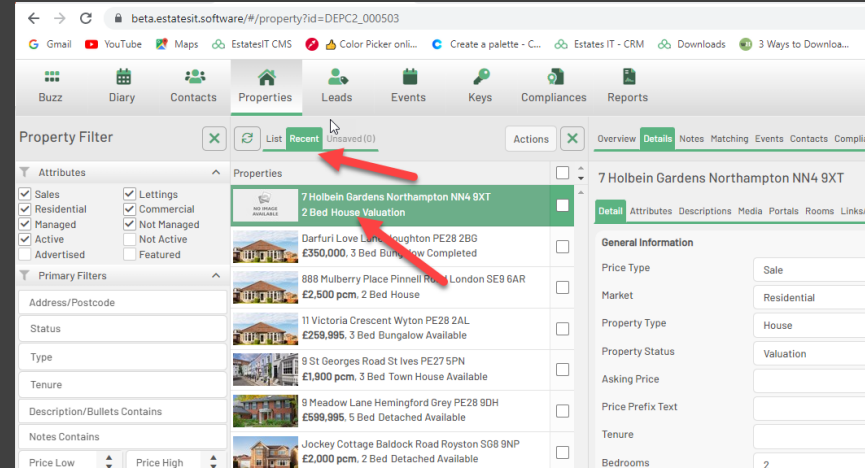 beta.estatesit.software/#/property?id=DEPC2_000503
Gmail YouTube Maps EstatesIT CMS Color Picker onli... Create a palette - C... Estates IT - CRM Downloads 3 Ways to Downloa...
Buzz Diary Contacts Properties Leads Events Keys Compliances Reports
Property Filter
List Recent Unsaved (0) Actions
Overview Details Notes Matching Events Contacts Complia
Attributes
Sales Lettings
Residential Commercial
Managed Not Managed
Active Not Active
Advertised Featured
Primary Filters
Address/Postcode
Status
Type
Tenure
Description/Bullets Contains
Notes Contains
Price Low Price High
Properties
NO IMAGE
AVAILABLE
7 Holbein Gardens Northampton NN4 9XT
2 Bed House Valuation
Darfuri Love Houghton PE28 2BG
£350,000, 3 Bed Bungalow Completed
888 Mulberry Place Pinnell Road London SE9 6AR
£2,500 pcm, 2 Bed House
11 Victoria Crescent Wyton PE28 2AL
£259,995, 3 Bed Bungalow Available
9 St Georges Road St Ives PE27 5PN
£1,900 pcm, 3 Bed Town House Available
9 Meadow Lane Hemingford Grey PE28 9DH
£599,995, 5 Bed Detached Available
Jockey Cottage Baldock Road Royston SG8 9NP
£2,000 pcm, 2 Bed Detached Available
7 Holbein Gardens Northampton NN4 9XT
Detail Attributes Descriptions Media Portals Rooms Links/
General Information
Price Type Sale
Market Residential
Property Type House
Property Status Valuation
Asking Price
Price Prefix Text
Tenure
Bedrooms 2